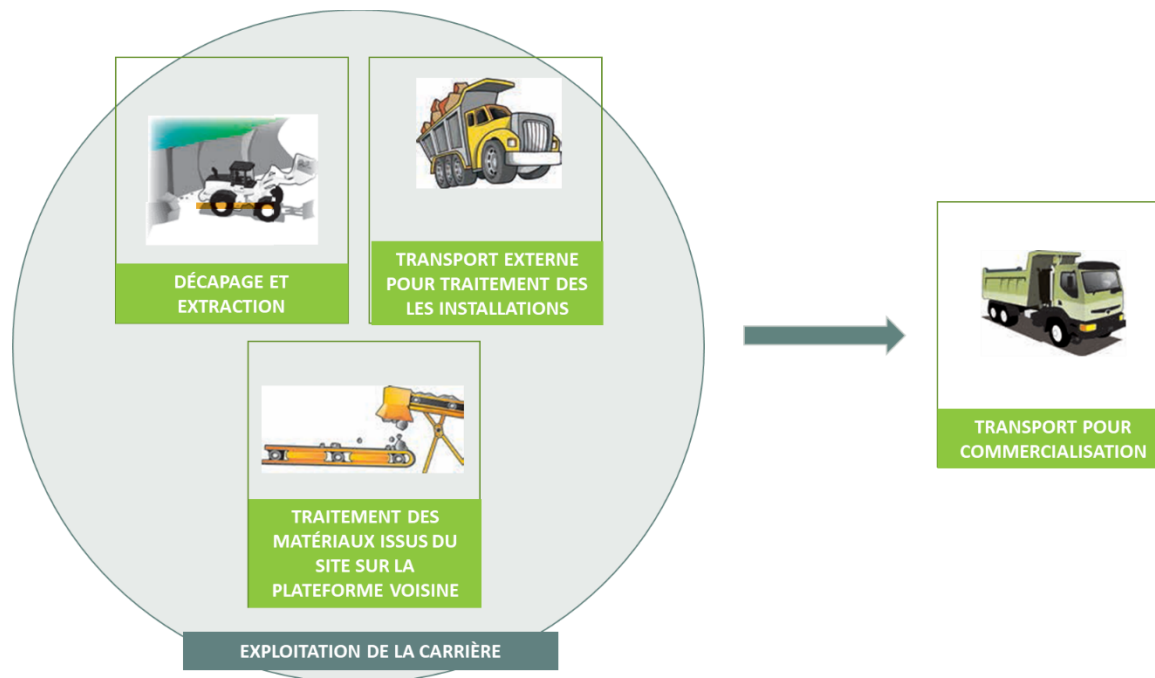 DÉCAPAGE ET
EXTRACTION
TRANSPORT EXTERNE
POUR TRAITEMENT DES
LES INSTALLATIONS
TRAITEMENT DES
MATÉRIAUX ISSUS DU
SITE SUR LA
PLATEFORME VOISINE
EXPLOITATION DE LA CARRIÈRE
TRANSPORT POUR
COMMERCIALISATION